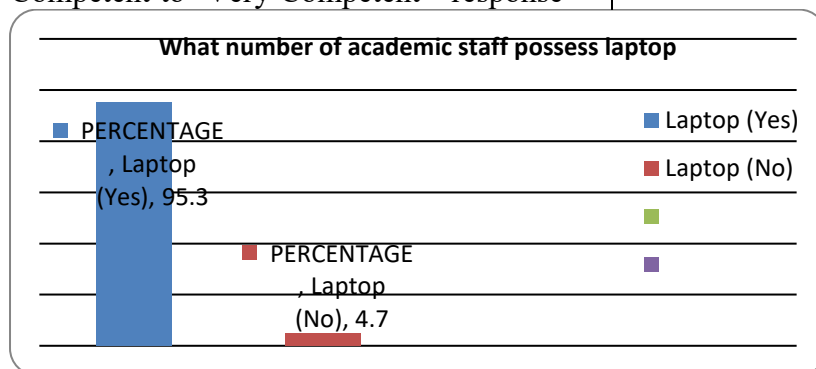 Competent to "Very Competent" response
What number of academic staff possess laptop
PERCENTAGE
, Laptop
(Yes), 95.3
PERCENTAGE
, Laptop
(No), 4.7
Laptop (Yes)
Laptop (No)